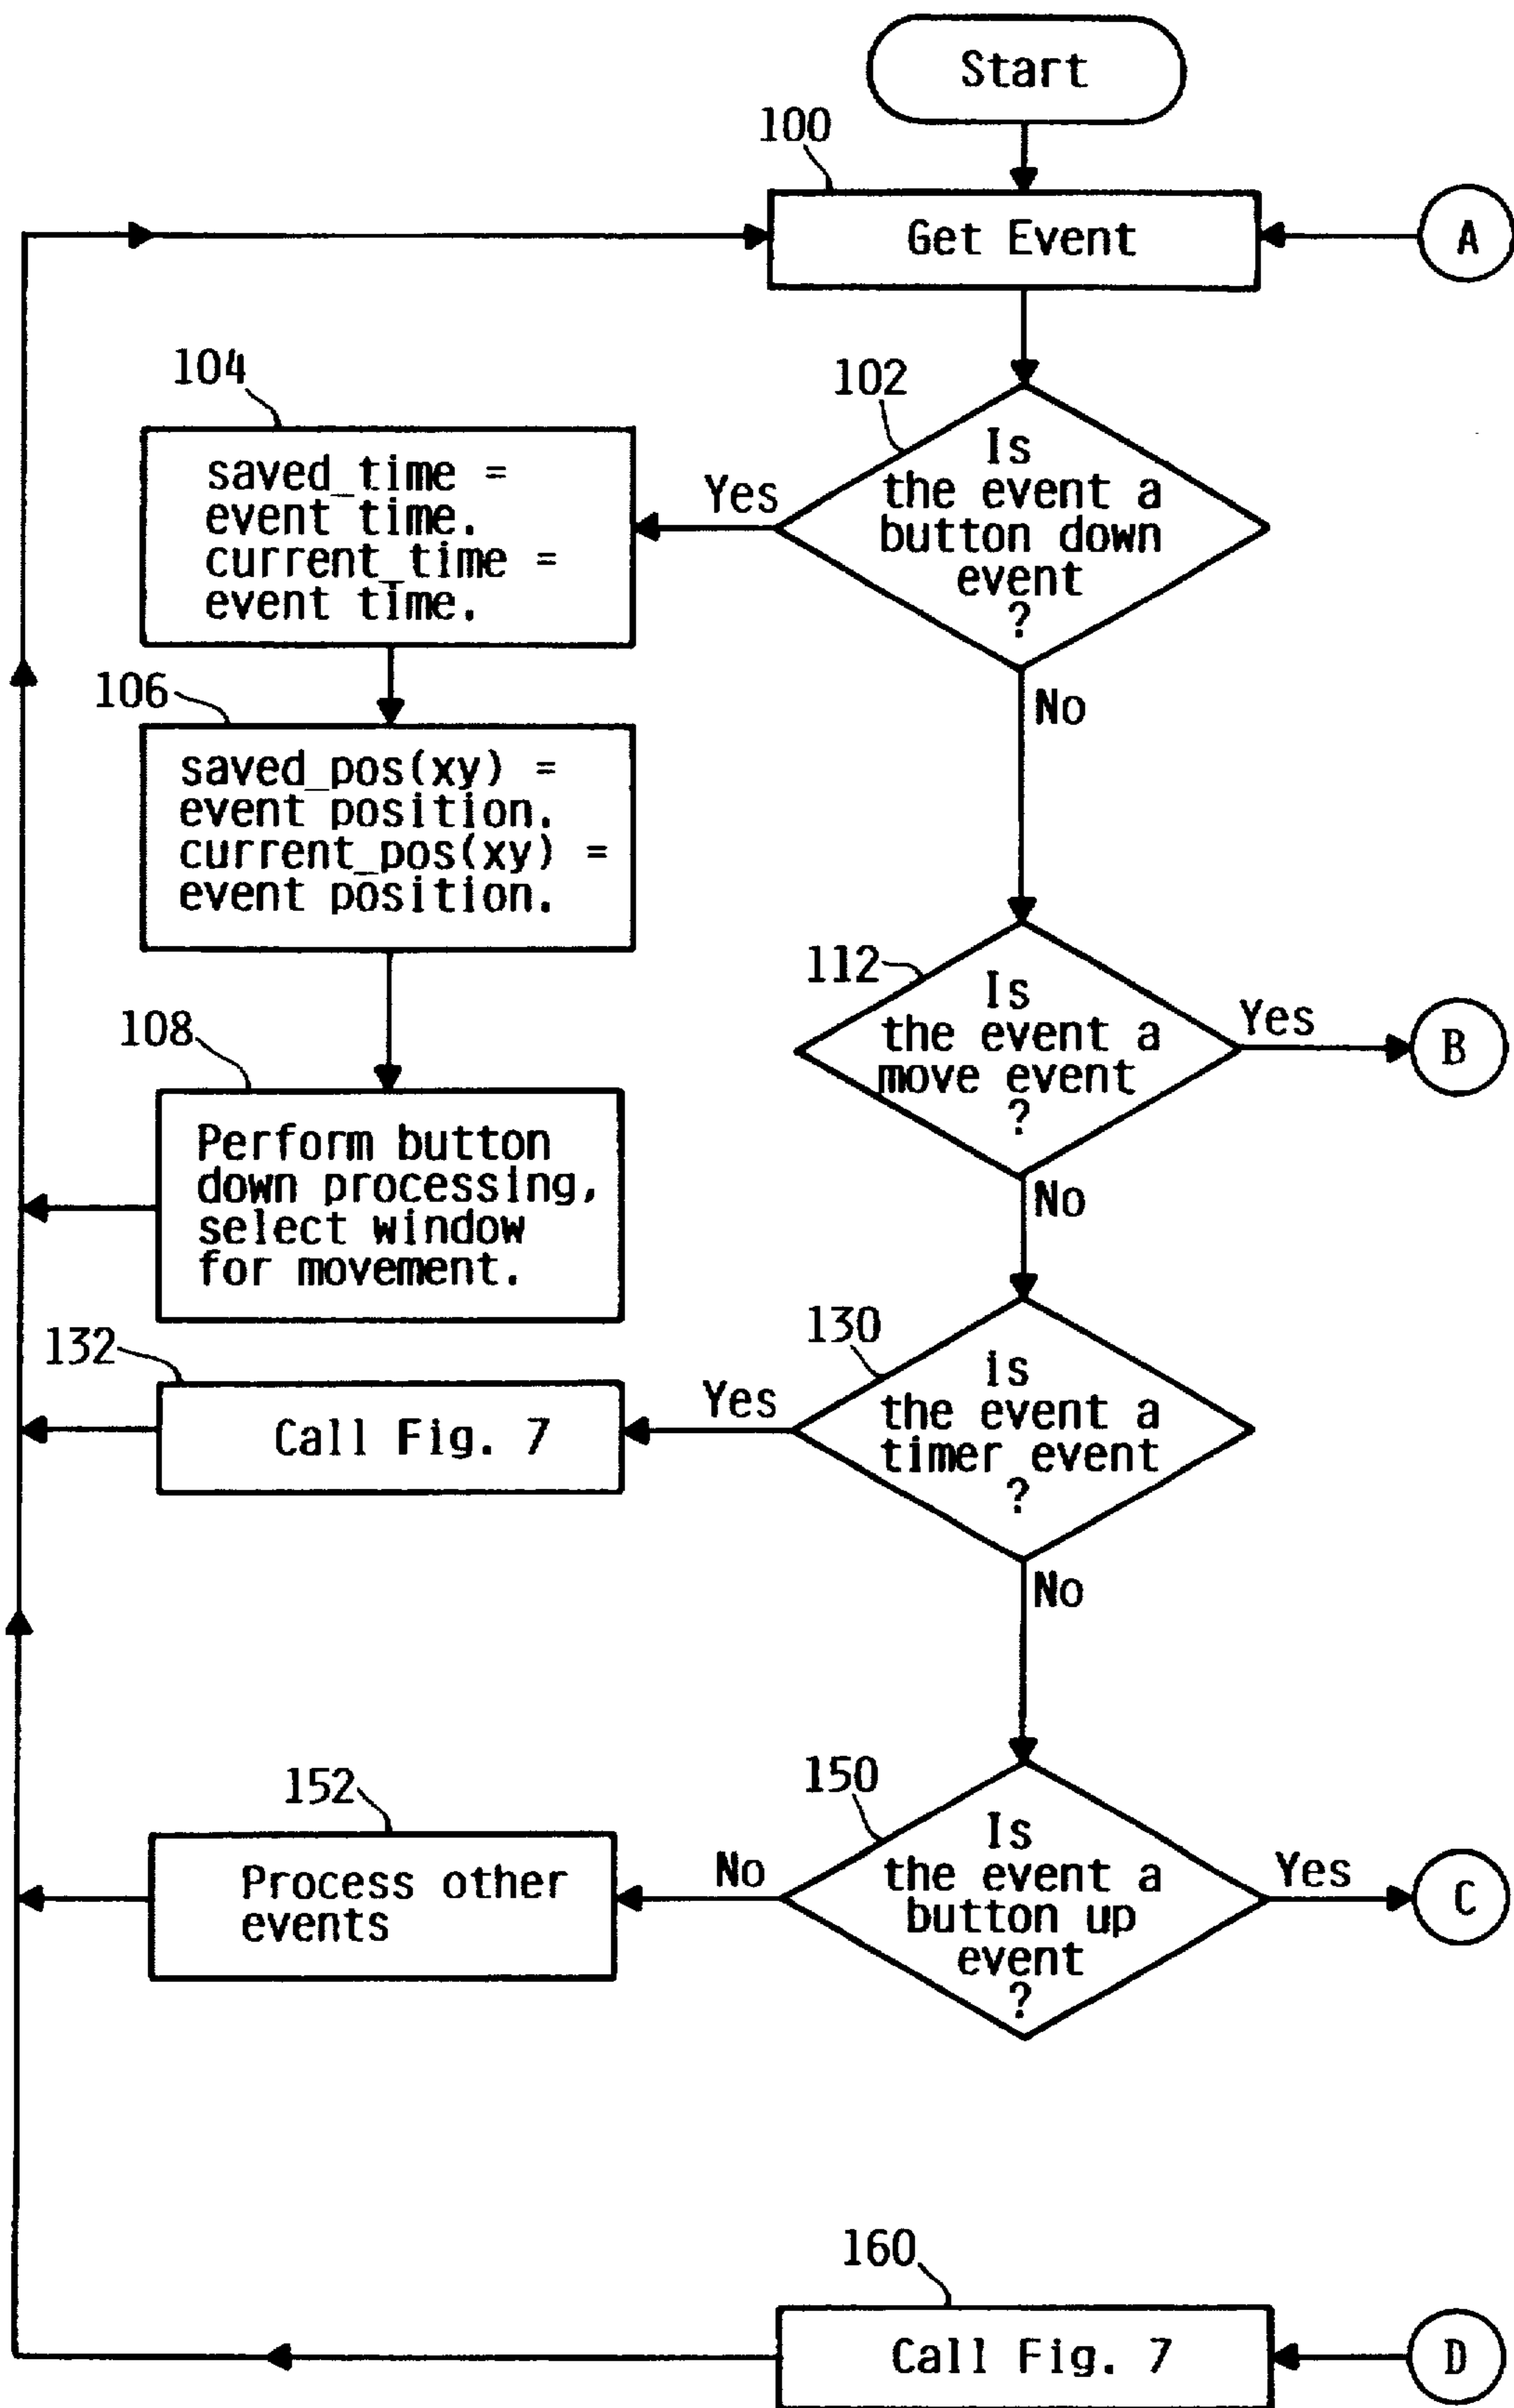 Start
100
Get Event
A
104
102
saved_time =
event time.
current_time =
event time.
Yes
Is
the event a
button down
event
?
No
106
saved_pos(xy) =
event position.
current_pos(xy) =
event position.
112
Is
the event a
move event
?
Yes
B
No
108
Perform button
down processing,
select window
for movement.
132
Call Fig. 7
130
Yes
is
the event a
timer event
?
No
152
Process other
events
150
No
Is
the event a
button up
event
?
Yes
C
160
Call Fig. 7
D